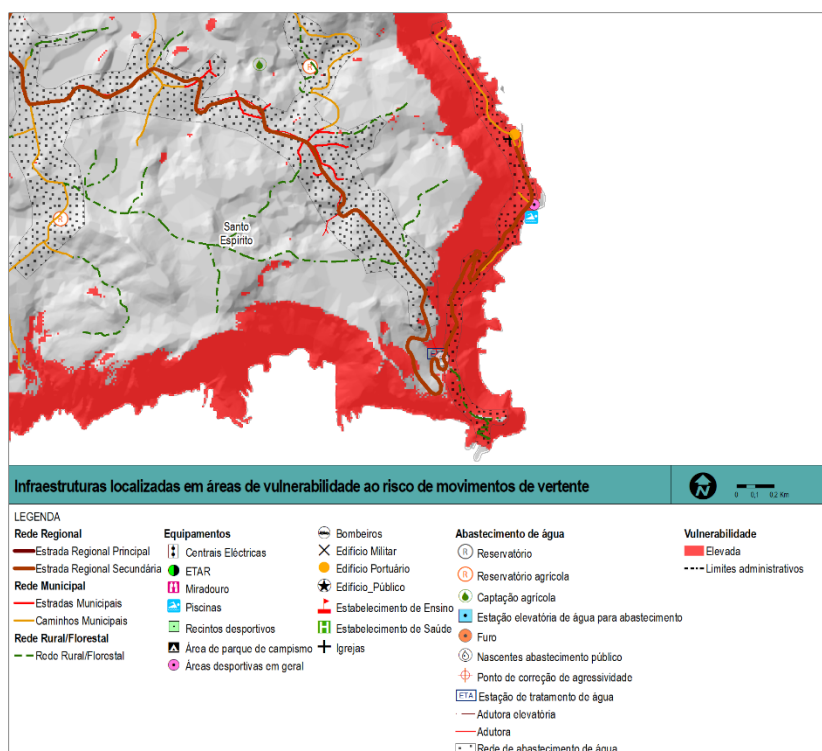 R
R
Santo
Espírito
ETA
Infraestruturas localizadas em áreas de vulnerabilidade ao risco de movimentos de vertente
N
0 0,1 0,2 Km
LEGENDA
Rede Regional
Estrada Regional Principal
Estrada Regional Secundária
Rede Municipal
Estradas Municipais
Caminhos Municipais
Rede Rural/Florestal
Rede Rural/Florestal
Equipamentos
Centrais Eléctricas
ETAR
Miradouro
Piscinas
Recintos desportivos
Área de parque de campismo
Áreas desportivas em geral
Bombeiros
Edifício Militar
Edifício Portuário
Edifício_Público
Estabelecimento de Ensino
H Estabelecimento de Saúde
Igrejas
Abastecimento de água
R Reservatório
R Reservatório agrícola
Captação agrícola
Estação elevatória de água para abastecimento
Furo
Nascentes abastecimento público
Ponto de correção de agressividade
ETA Estação de tratamento de água
Adutora elevatória
Adutora
Rede de abastecimento de água
Vulnerabilidade
Elevada
Limites administrativos